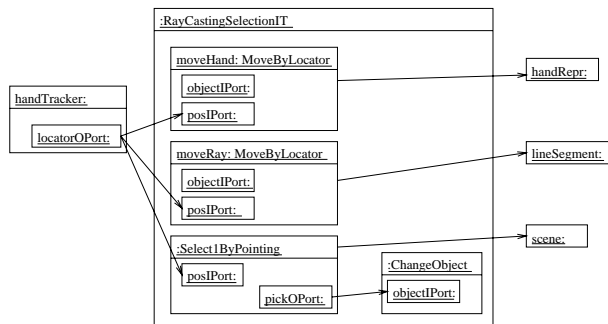 :RayCastingSelectionIT
moveHand: MoveByLocator
objectIPort:
posIPort:
handRepr:
handTracker:
locatorOPort:
moveRay: MoveByLocator
objectIPort:
posIPort:
lineSegment:
:Select1ByPointing
posIPort:
pickOPort:
scene:
:ChangeObject
objectIPort: